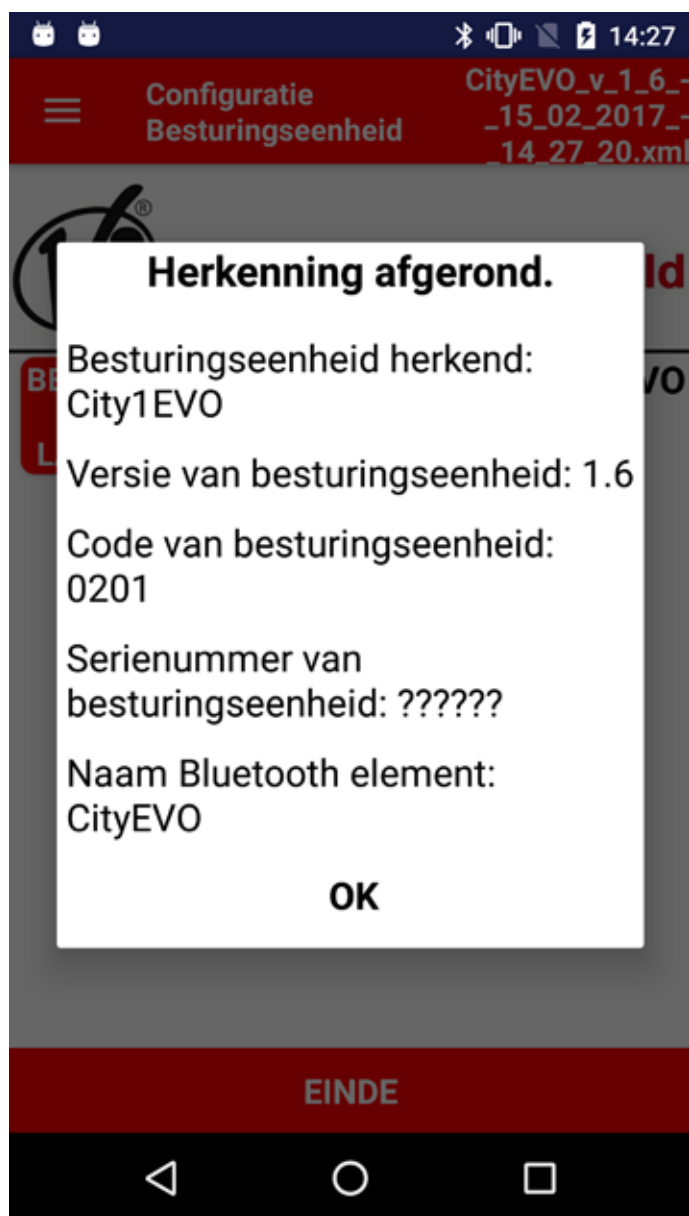 14:27
Configuratie
Besturingseenheid
CityEVO_v_1_6_-
_15_02_2017_-
_14_27_20.xml
®
Herkenning afgerond.
Besturingseenheid herkend:
City1EVO
Versie van besturingseenheid: 1.6
Code van besturingseenheid:
0201
Serienummer van
besturingseenheid: ??????
Naam Bluetooth element:
CityEVO
OK
EINDE